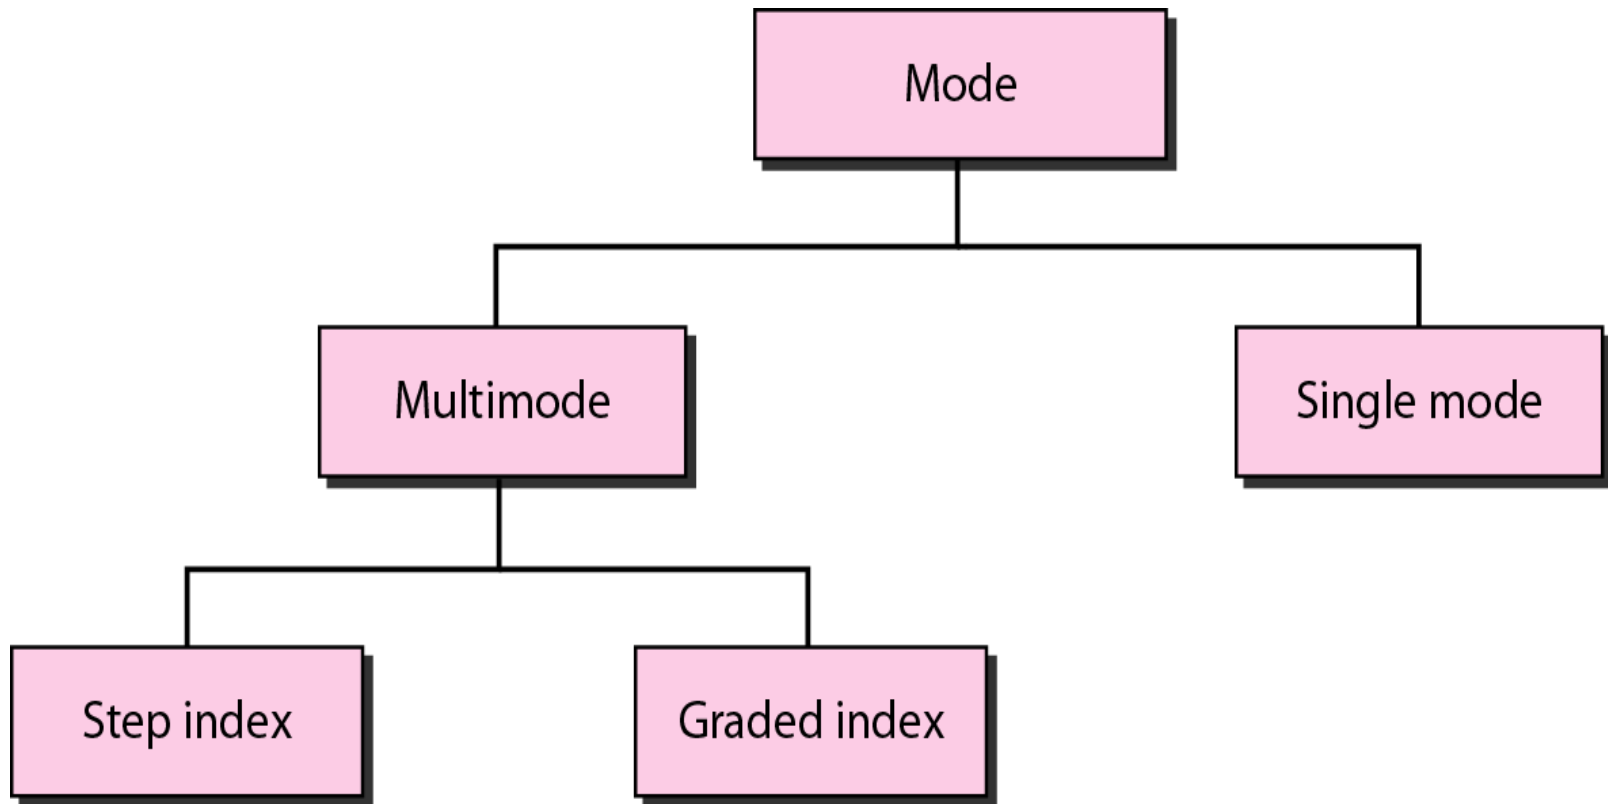 Mode
Multimode
Single mode
Step index
Graded index